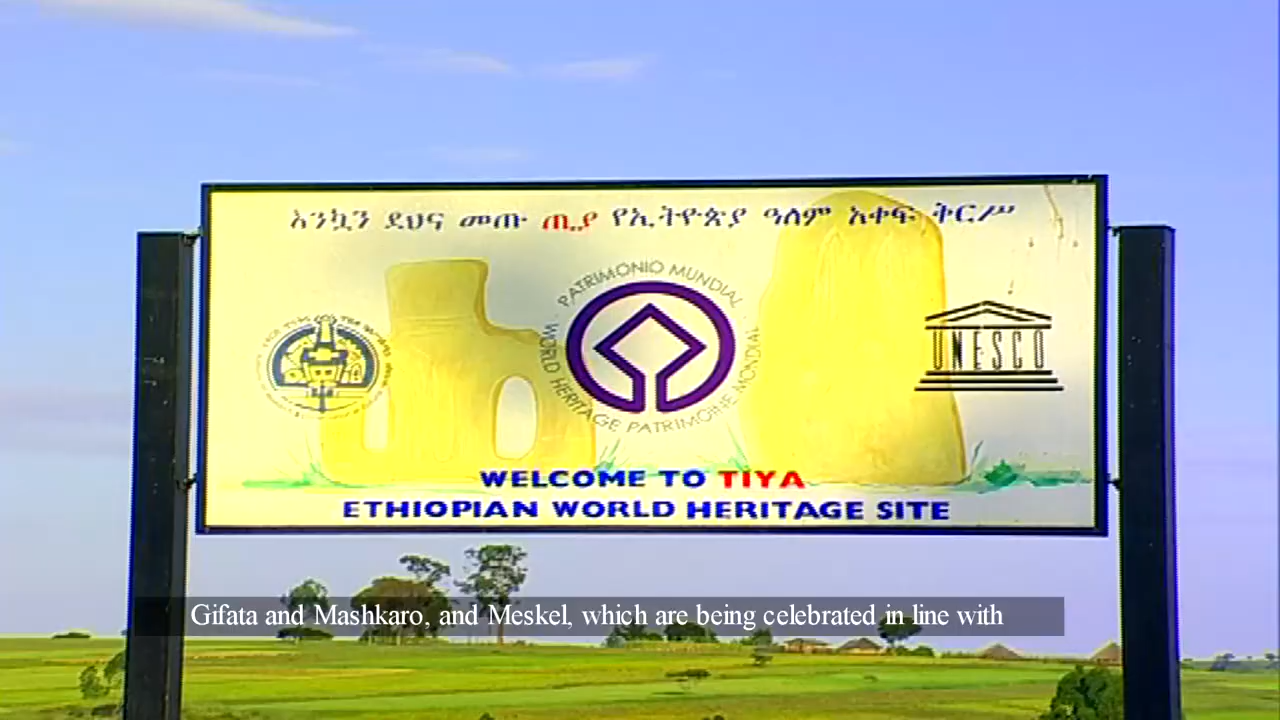 እንኳን ደህና መጡ ጢያ የኢትዮጵያ ዓለም አቀፍ ቅርሥ
PATRIMONIO MUNDIAL
WORLD HERITAGE PATRIMOINE MONDIAL
UNESCO
WELCOME TO TIYA
ETHIOPIAN WORLD HERITAGE SITE
Gifata and Mashkaro, and Meskel, which are being celebrated in line with